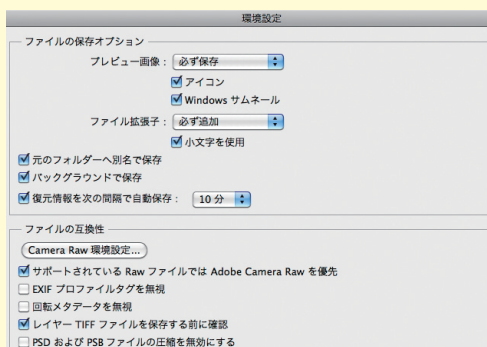 環境設定
ファイルの保存オプション
プレビュー画像： 必ず保存
アイコン
Windows サムネール
ファイル拡張子： 必ず追加
小文字を使用
元のフォルダーへ別名で保存
バックグラウンドで保存
復元情報を次の間隔で自動保存： 10 分
ファイルの互換性
Camera Raw 環境設定...
サポートされている Raw ファイルでは Adobe Camera Raw を優先
EXIF プロファイルタグを無視
回転メタデータを無視
レイヤー TIFF ファイルを保存する前に確認
PSD および PSB ファイルの圧縮を無効にする